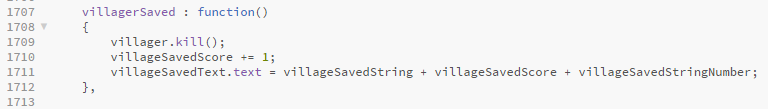 1707 villagerSaved : function()
1708 {
1709 villager.kill();
1710 villageSavedScore += 1;
1711 villageSavedText.text = villageSavedString + villageSavedScore + villageSavedStringNumber;
1712 },
1713